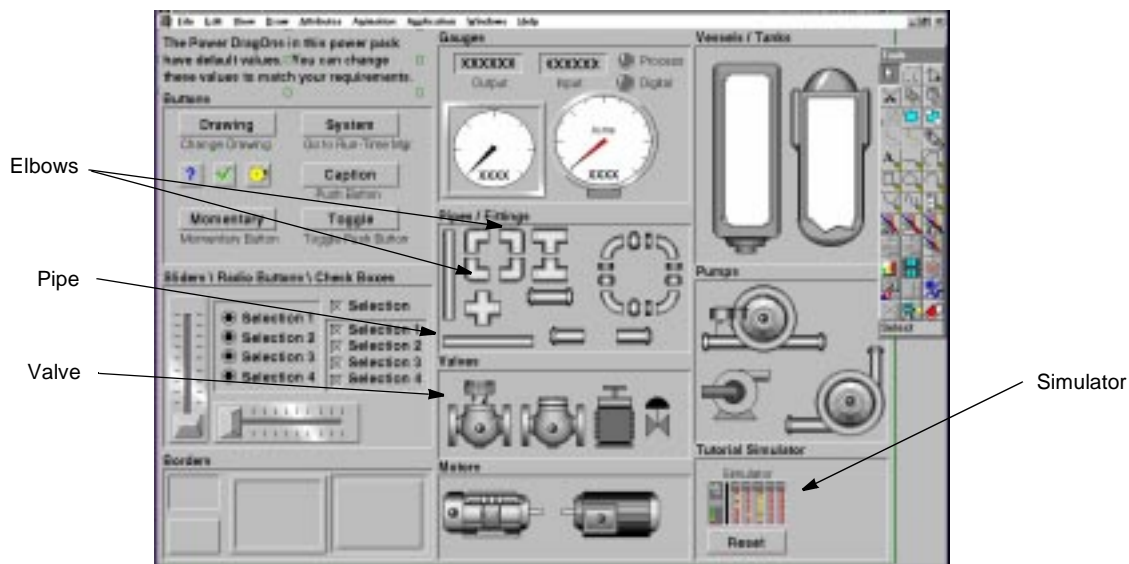 File Edit View Draw Attributes Animation Application Windows Help
The Power DragOns in this power pack
have default values. You can change
these values to match your requirements.
Buttons
Drawing
Change Drawing
System
Go to Run-Time Mgr
?
Caption
Push Button
Momentary
Momentary Button
Toggle
Toggle Push Button
Sliders \ Radio Buttons \ Check Boxes
Selection 1
Selection 2
Selection 3
Selection 4
Selection
Selection 1
Selection 2
Selection 3
Selection 4
Borders
Gauges
XXXXXX
Output
XXXXXX
Input
Process
Digital
XXXX
XXXX
Pipes / Fittings
Valves
Motors
Vessels / Tanks
Pumps
Tutorial Simulator
Simulator
Reset
Tools
Select
Elbows
Pipe
Valve
Simulator